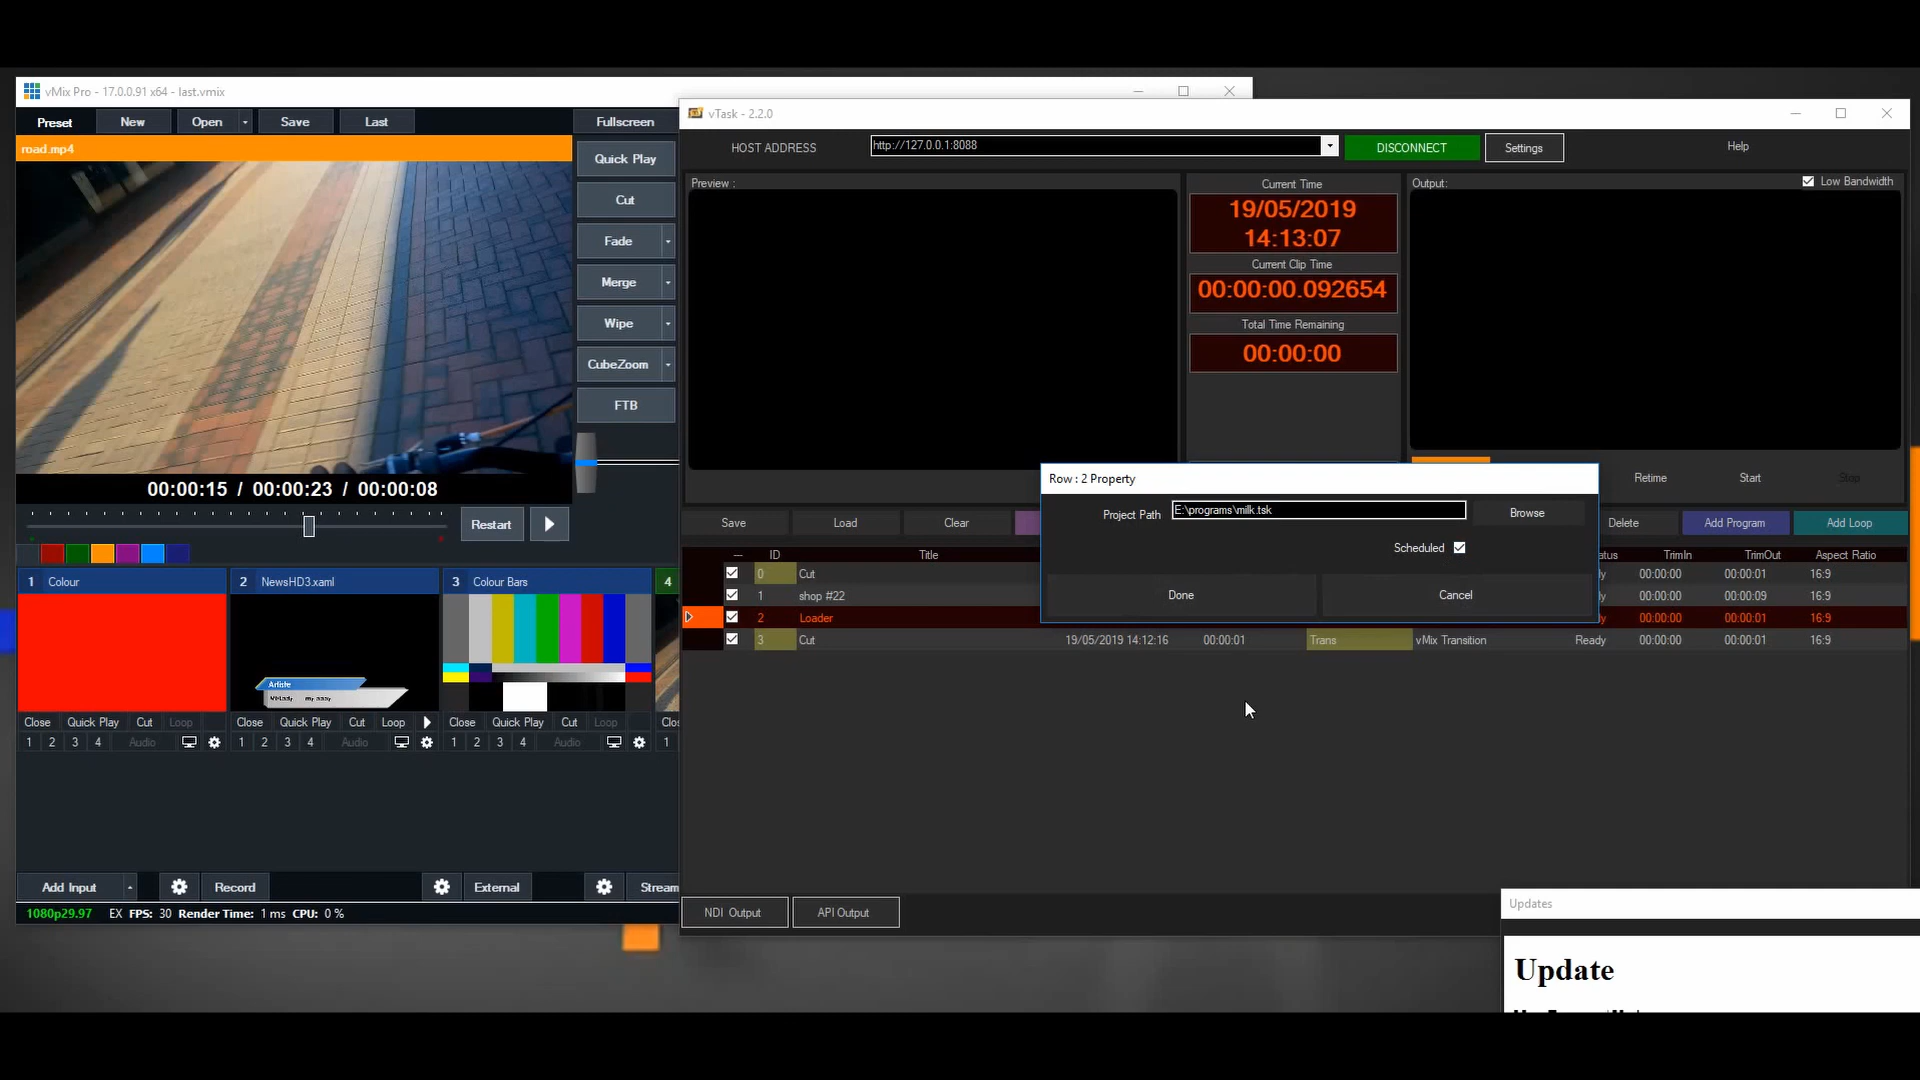 vMix Pro - 17.0.0.91 x64 - last.vmix
Preset New Open Save Last Fullscreen
road.mp4
Quick Play
Cut
Fade
Merge
Wipe
CubeZoom
FTB
00:00:15 / 00:00:23 / 00:00:08
Restart
1 Colour
2 NewsHD3.xaml
3 Colour Bars
4
Artiste
Close Quick Play Cut Loop
Close Quick Play Cut Loop
Close Quick Play Cut Loop
1 2 3 4 Audio
1 2 3 4 Audio
1 2 3 4 Audio
1
Add Input Record External Stream
1080p29.97 EX FPS: 30 Render Time: 1 ms CPU: 0 %
vTask - 2.2.0
HOST ADDRESS http://127.0.0.1:8088 DISCONNECT Settings Help
Preview :
Current Time
19/05/2019
14:13:07
Current Clip Time
00:00:00.092654
Total Time Remaining
00:00:00
Output: Low Bandwidth
Retime Start Stop
Save Load Clear Delete Add Program Add Loop
Row : 2 Property
Project Path E:\programs\milk.tsk Browse
Scheduled
Done Cancel
ID Title atus TrimIn TrimOut Aspect Ratio
0 Cut 00:00:00 00:00:01 16:9
1 shop #22 00:00:00 00:00:09 16:9
2 Loader 00:00:00 00:00:01 16:9
3 Cut 19/05/2019 14:12:16 00:00:01 Trans vMix Transition Ready 00:00:00 00:00:01 16:9
NDI Output API Output
Updates
Update